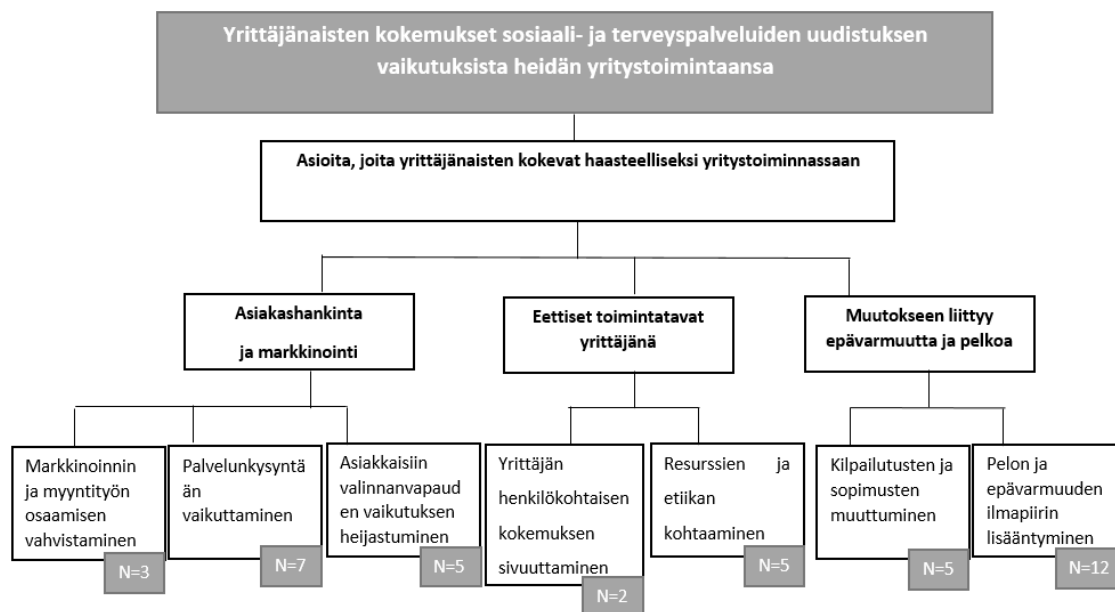 Yrittäjänaisten kokemukset sosiaali- ja terveyspalveluiden uudistuksen
vaikutuksista heidän yritystoimintaansa
Asioita, joita yrittäjänaisten kokevat haasteelliseksi yritystoiminnassaan
Asiakashankinta
ja markkinointi
Eettiset toimintatavat
yrittäjänä
Muutokseen liittyy
epävarmuutta ja pelkoa
Markkinoinnin
ja myyntityön
osaamisen
vahvistaminen
N=3
Palvelunkysyntä
än
vaikuttaminen
N=7
Asiakkaisiin
valinnanvapaud
en vaikutuksen
heijastuminen
N=5
Yrittäjän
henkilökohtaisen
kokemuksen
sivuuttaminen
N=2
Resurssien ja
etiikan
kohtaaminen
N=5
Kilpailutusten ja
sopimusten
muuttuminen
N=5
Pelon ja
epävarmuuden
ilmapiirin
lisääntyminen
N=12